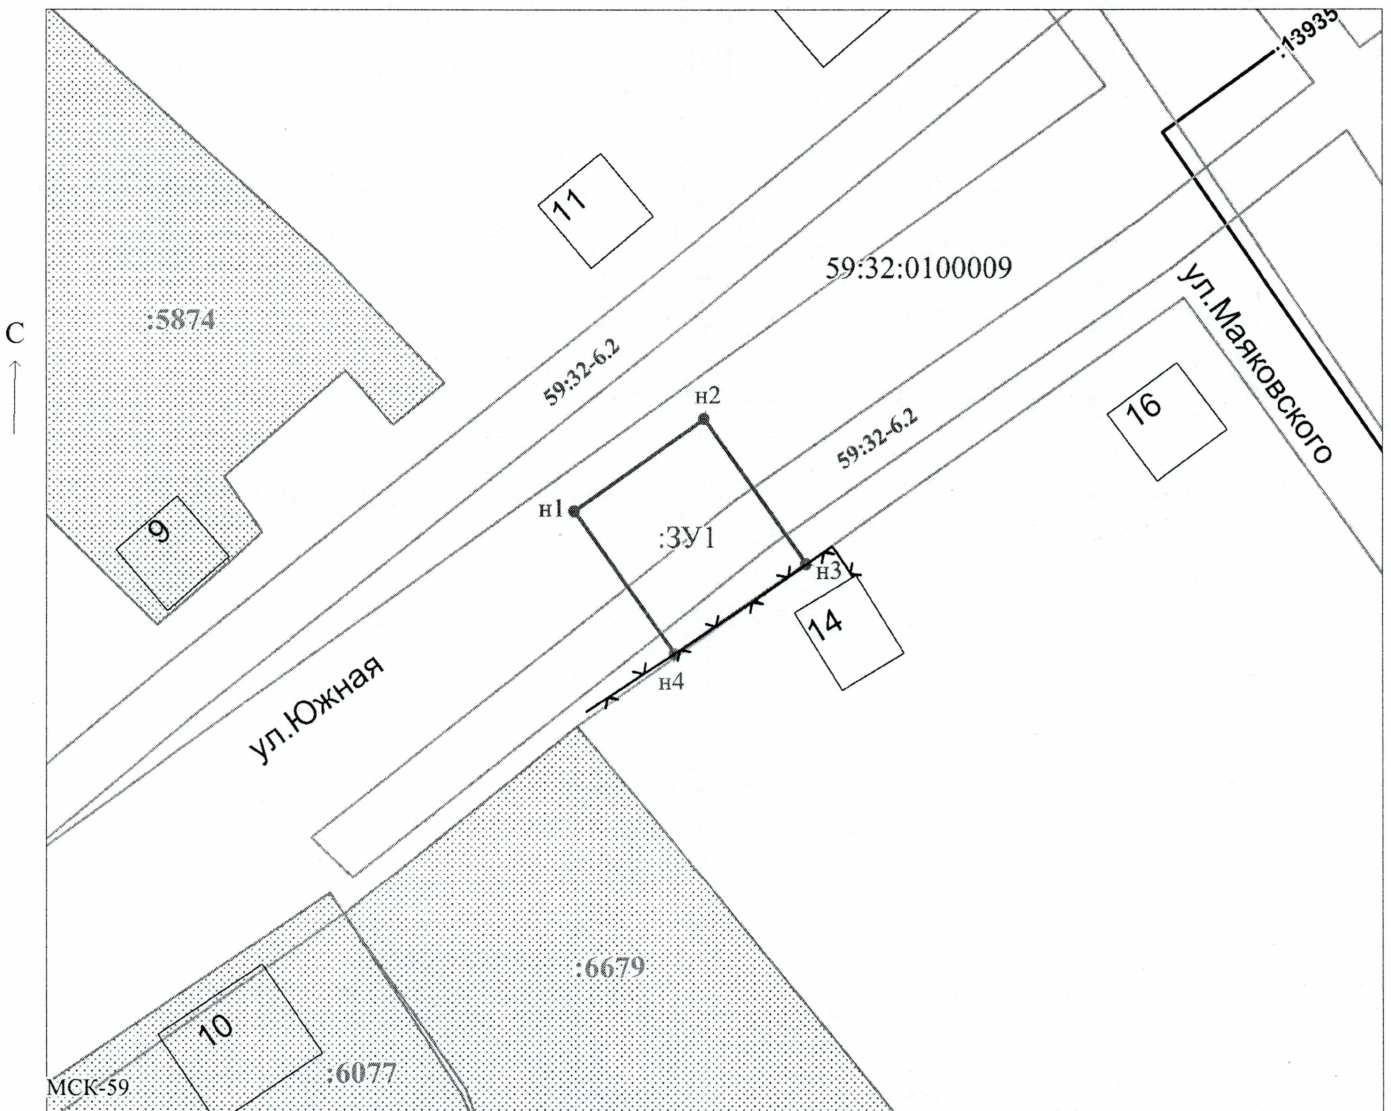 :13935
11
59:32:0100009
ул.Маяковского
:5874
С
59:32-6.2
н2
16
59:32-6.2
н1
9
:ЗУ1
н3
14
н4
ул.Южная
:6679
10
:6077
МСК-59